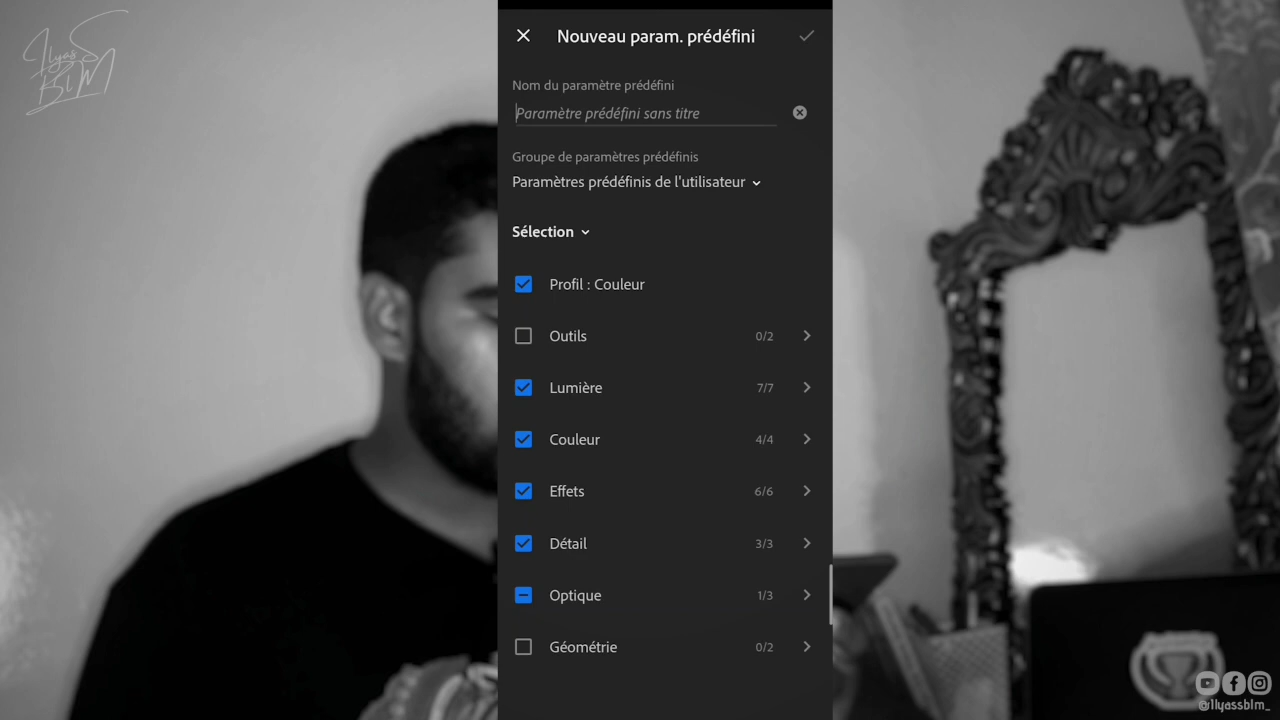 Ilyas
BlM
Nouveau param. prédéfini
Nom du paramètre prédéfini
Paramètre prédéfini sans titre
Groupe de paramètres prédéfinis
Paramètres prédéfinis de l'utilisateur
Sélection
Profil : Couleur
Outils 0/2
Lumière 7/7
Couleur 4/4
Effets 6/6
Détail 3/3
Optique 1/3
Géométrie 0/2
@Ilyassblm_